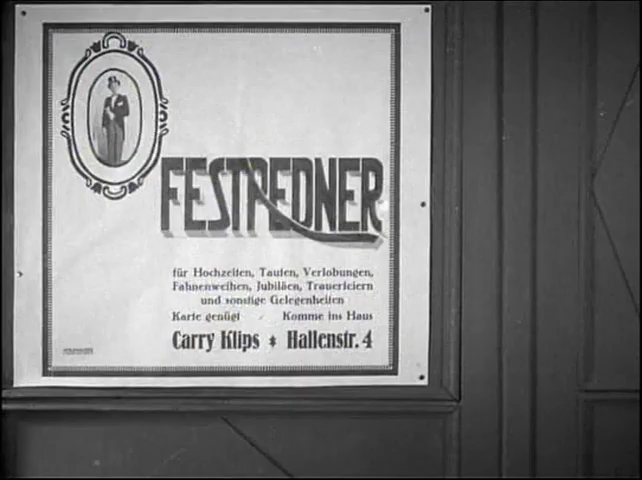 FESTREDNER
für Hochzeiten, Taufen, Verlobungen,
Fahnenweihen, Jubiläen, Trauerfeiern
und sonstige Gelegenheiten
Karte genügt / Komme ins Haus
Carry Klips * Hallenstr. 4